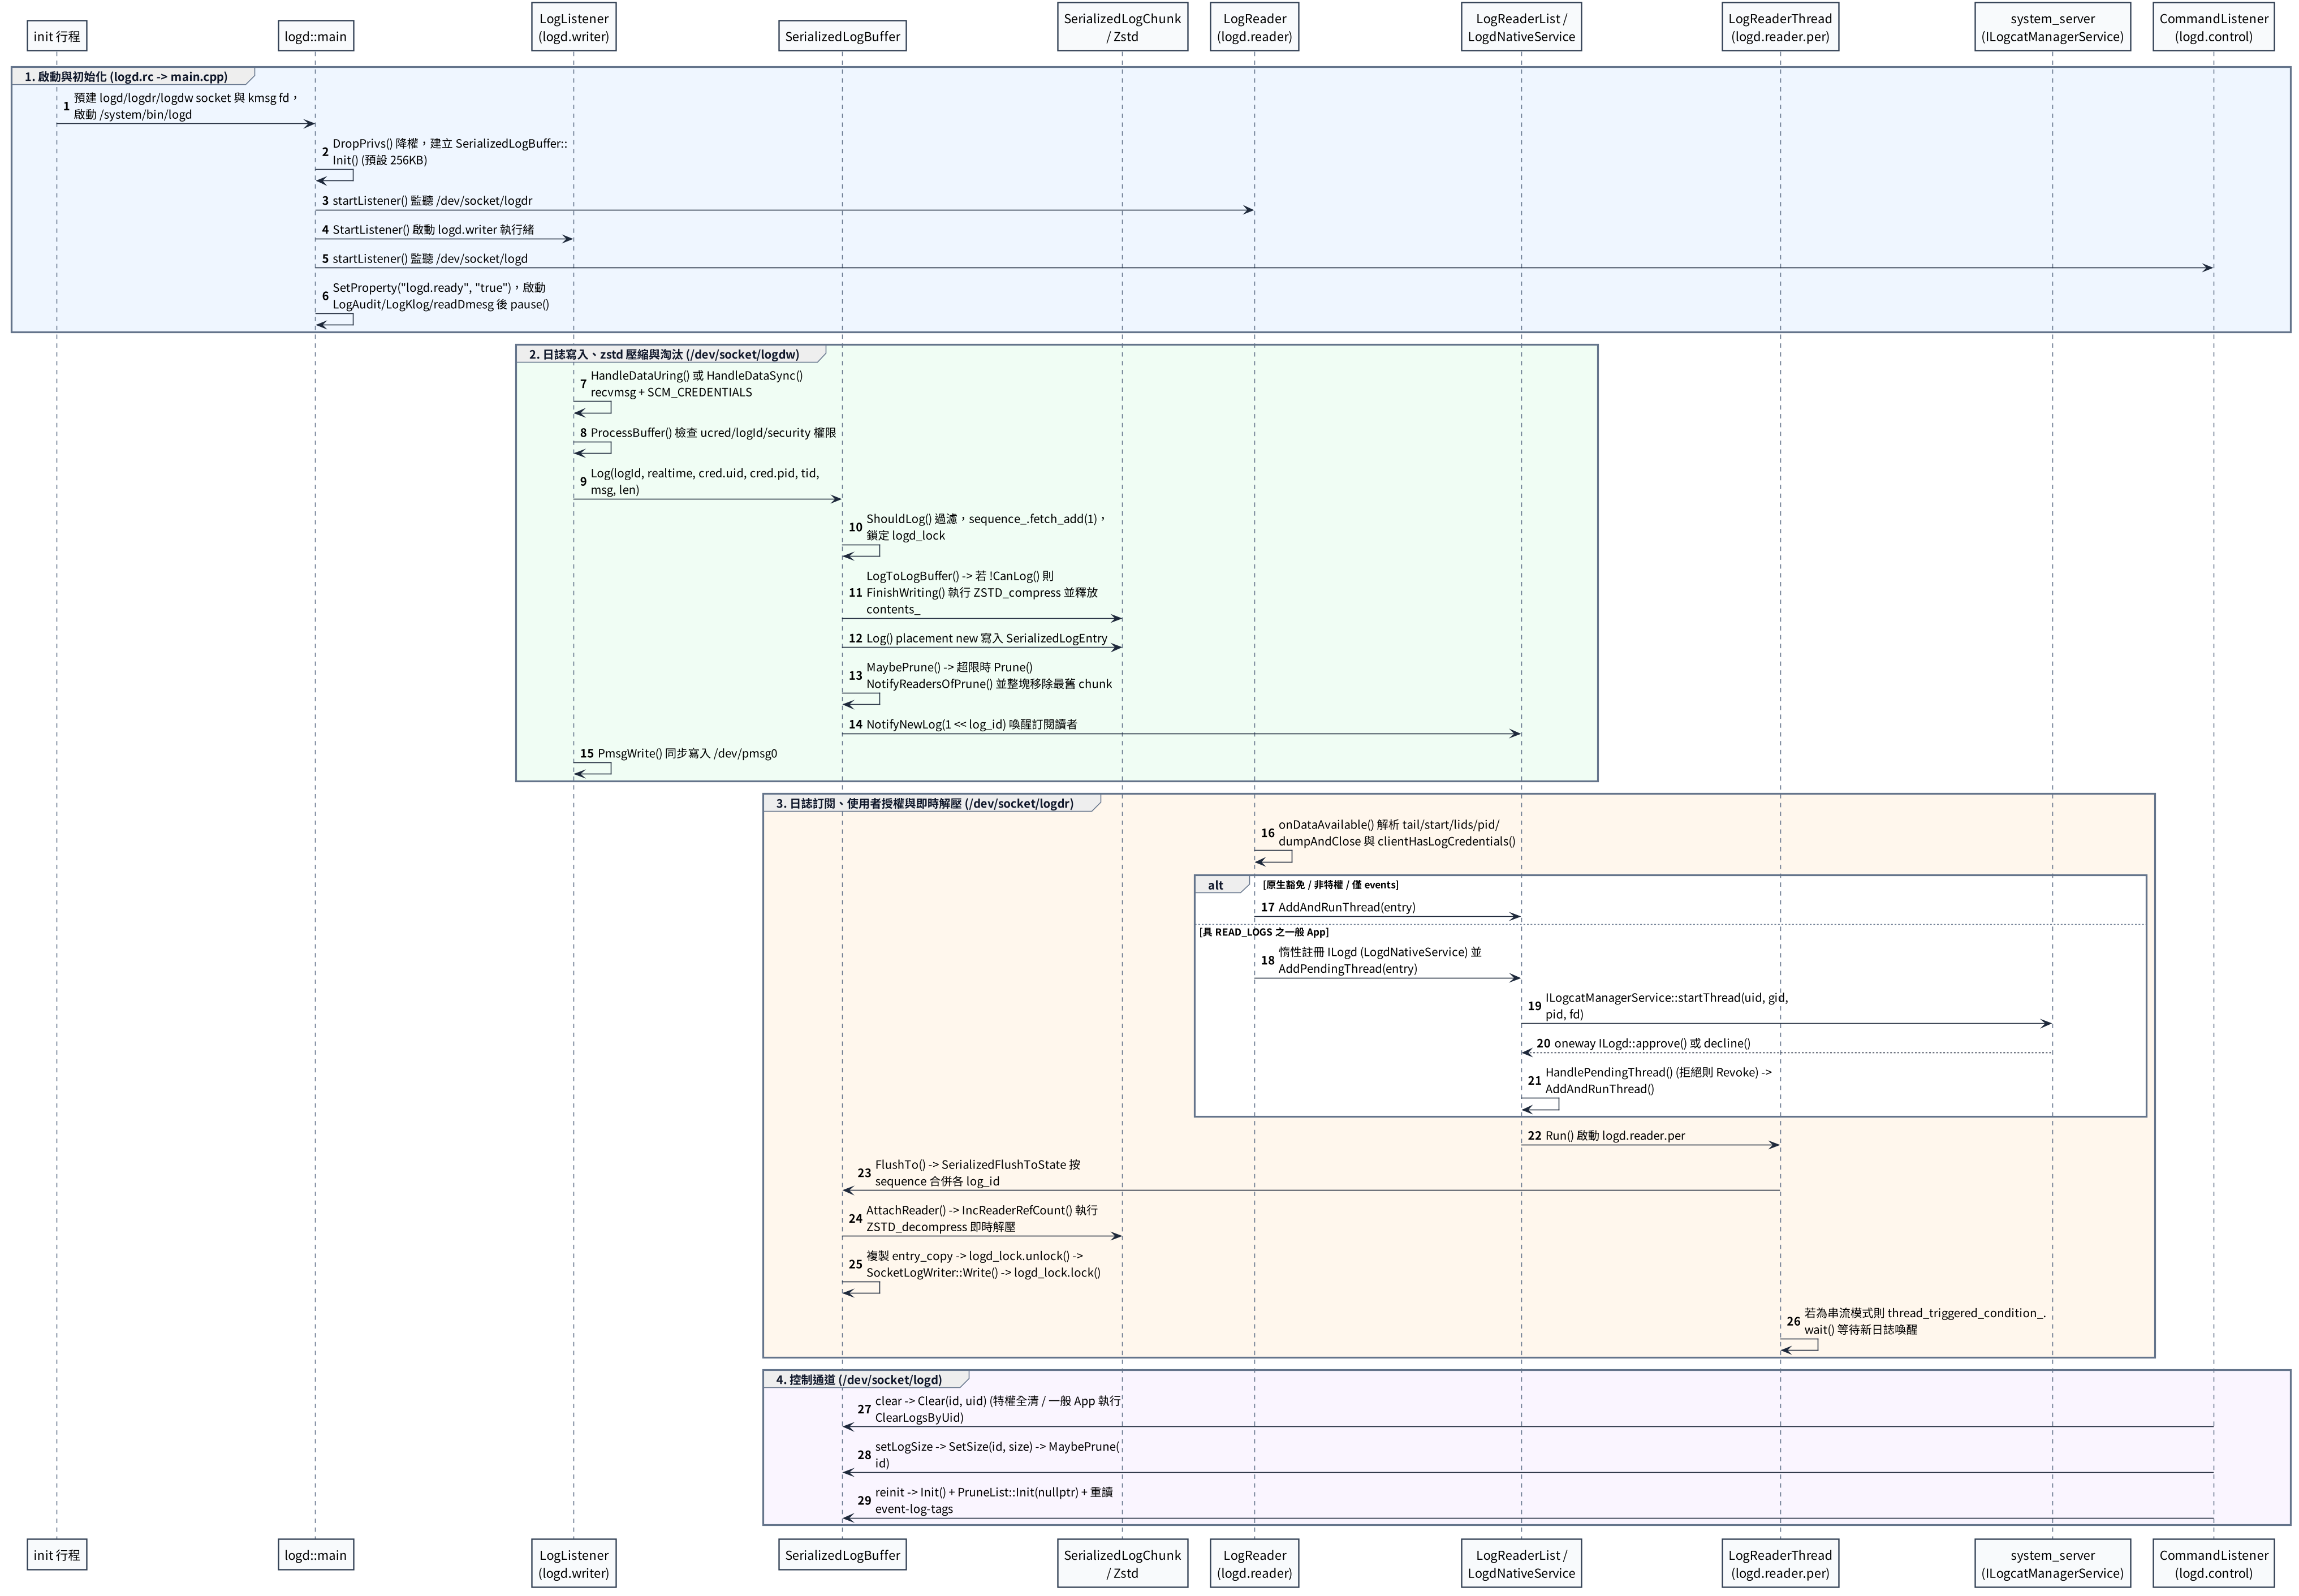 init 行程
logd::main
LogListener
(logd.writer)
SerializedLogBuffer
SerializedLogChunk
/ Zstd
LogReader
(logd.reader)
LogReaderList /
LogdNativeService
LogReaderThread
(logd.reader.per)
system_server
(ILogcatManagerService)
CommandListener
(logd.control)
1. 啟動與初始化 (logd.rc -> main.cpp)
1 預建 logd/logdr/logdw socket 與 kmsg fd，
啟動 /system/bin/logd
2 DropPrivs() 降權，建立 SerializedLogBuffer::
Init() (預設 256KB)
3 startListener() 監聽 /dev/socket/logdr
4 StartListener() 啟動 logd.writer 執行緒
5 startListener() 監聽 /dev/socket/logd
6 SetProperty("logd.ready", "true")，啟動
LogAudit/LogKlog/readDmesg 後 pause()
2. 日誌寫入、zstd 壓縮與淘汰 (/dev/socket/logdw)
7 HandleDataUring() 或 HandleDataSync()
recvmsg + SCM_CREDENTIALS
8 ProcessBuffer() 檢查 ucred/logId/security 權限
9 Log(logId, realtime, cred.uid, cred.pid, tid,
msg, len)
10 ShouldLog() 過濾，sequence_.fetch_add(1)，
鎖定 logd_lock
11 LogToLogBuffer() -> 若 !CanLog() 則
FinishWriting() 執行 ZSTD_compress 並釋放
contents_
12 Log() placement new 寫入 SerializedLogEntry
13 MaybePrune() -> 超限時 Prune()
NotifyReadersOfPrune() 並整塊移除最舊 chunk
14 NotifyNewLog(1 << log_id) 喚醒訂閱讀者
15 PmsgWrite() 同步寫入 /dev/pmsg0
3. 日誌訂閱、使用者授權與即時解壓 (/dev/socket/logdr)
16 onDataAvailable() 解析 tail/start/lids/pid/
dumpAndClose 與 clientHasLogCredentials()
alt [原生豁免 / 非特權 / 僅 events]
17 AddAndRunThread(entry)
[具 READ_LOGS 之一般 App]
18 惰性註冊 ILogd (LogdNativeService) 並
AddPendingThread(entry)
19 ILogcatManagerService::startThread(uid, gid,
pid, fd)
20 oneway ILogd::approve() 或 decline()
21 HandlePendingThread() (拒絕則 Revoke) ->
AddAndRunThread()
22 Run() 啟動 logd.reader.per
23 FlushTo() -> SerializedFlushToState 按
sequence 合併各 log_id
24 AttachReader() -> IncReaderRefCount() 執行
ZSTD_decompress 即時解壓
25 複製 entry_copy -> logd_lock.unlock() ->
SocketLogWriter::Write() -> logd_lock.lock()
26 若為串流模式則 thread_triggered_condition_.
wait() 等待新日誌喚醒
4. 控制通道 (/dev/socket/logd)
27 clear -> Clear(id, uid) (特權全清 / 一般 App 執行
ClearLogsByUid)
28 setLogSize -> SetSize(id, size) -> MaybePrune(
id)
29 reinit -> Init() + PruneList::Init(nullptr) + 重讀
event-log-tags
init 行程
logd::main
LogListener
(logd.writer)
SerializedLogBuffer
SerializedLogChunk
/ Zstd
LogReader
(logd.reader)
LogReaderList /
LogdNativeService
LogReaderThread
(logd.reader.per)
system_server
(ILogcatManagerService)
CommandListener
(logd.control)